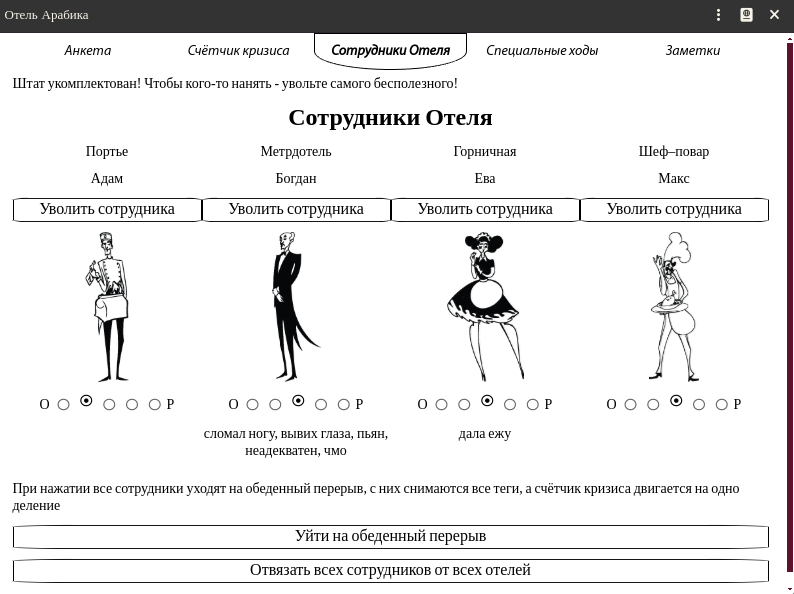 Отель Арабика
Анкета Счётчик кризиса Сотрудники Отеля Специальные ходы Заметки
Штат укомплектован! Чтобы кого-то нанять - увольте самого бесполезного!
Сотрудники Отеля
Портье Метрдотель Горничная Шеф–повар
Адам Богдан Ева Макс
Уволить сотрудника Уволить сотрудника Уволить сотрудника Уволить сотрудника
О Р О Р О Р О Р
сломал ногу, вывих глаза, пьян, дала ежу
неадекватен, чмо
При нажатии все сотрудники уходят на обеденный перерыв, с них снимаются все теги, а счётчик кризиса двигается на одно
деление
Уйти на обеденный перерыв
Отвязать всех сотрудников от всех отелей